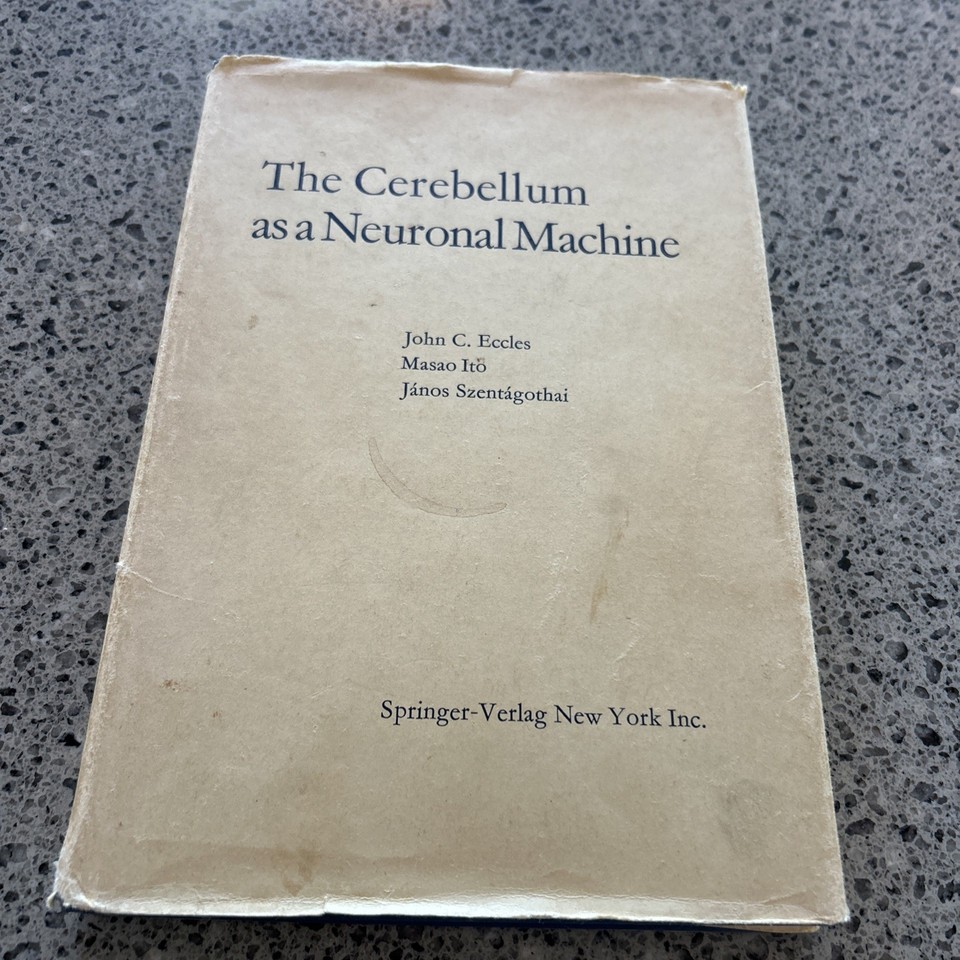 The Cerebellum
as a Neuronal Machine
John C. Eccles
Masao Itō
János Szentágothai
Springer-Verlag New York Inc.